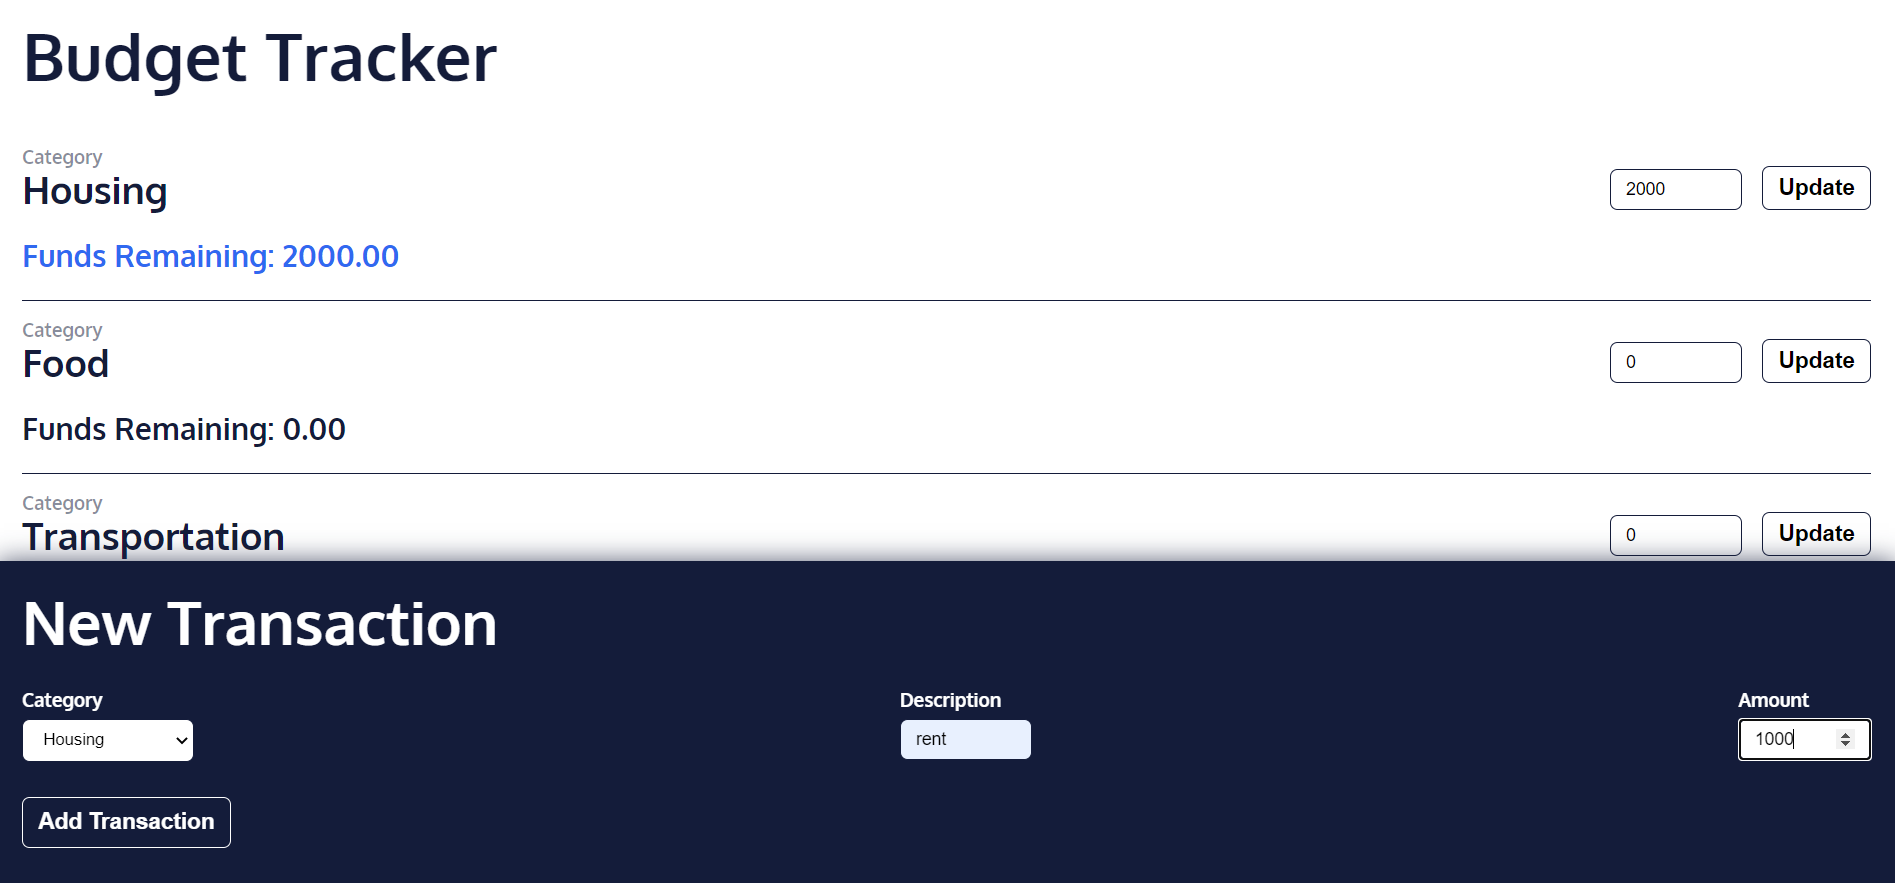 Budget Tracker
Category
Housing
2000
Update
Funds Remaining: 2000.00
Category
Food
0
Update
Funds Remaining: 0.00
Category
Transportation
0
Update
New Transaction
Category
Description
Amount
Housing
rent
1000
Add Transaction